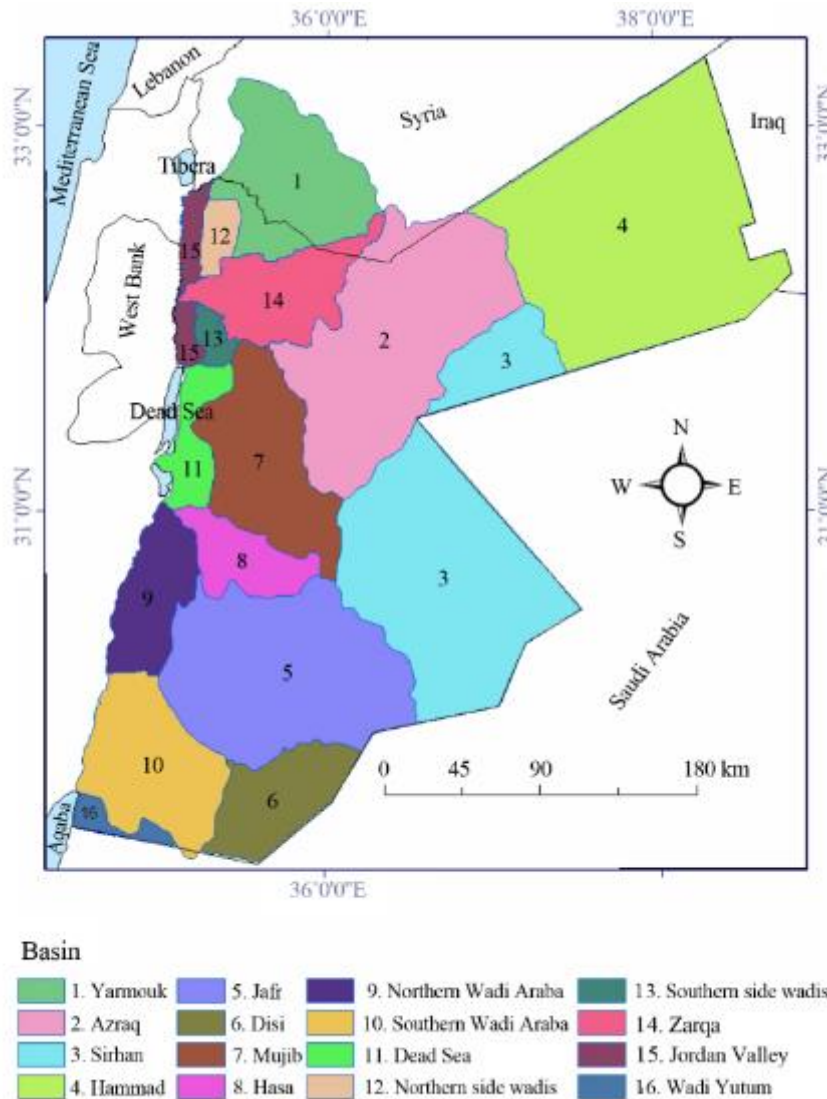 36°0'0"E 38°0'0"E
Mediterranean Sea
Lebanon
Syria
Iraq
33°0'0"N
33°0'0"N
Tibera
1
4
12
15
West Bank
14
2
13
15
3
Dead Sea
7
11
N
W E
S
31°0'0"N
31°0'0"N
8
3
9
Saudi Arabia
5
10
0 45 90 180 km
6
16
Aqaba
36°0'0"E
Basin
1. Yarmouk 5. Jafr 9. Northern Wadi Araba 13. Southern side wadis
2. Azraq 6. Disi 10. Southern Wadi Araba 14. Zarqa
3. Sirhan 7. Mujib 11. Dead Sea 15. Jordan Valley
4. Hammad 8. Hasa 12. Northern side wadis 16. Wadi Yutum